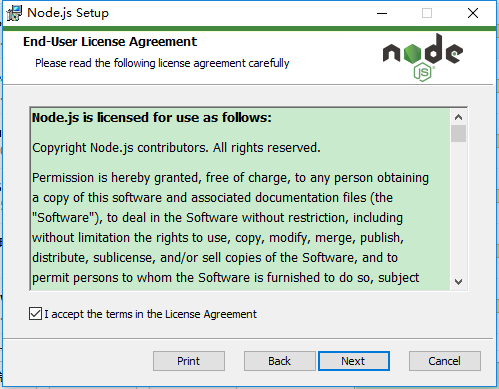 Node.js Setup
End-User License Agreement
Please read the following license agreement carefully
node
JS
Node.js is licensed for use as follows:
Copyright Node.js contributors. All rights reserved.
Permission is hereby granted, free of charge, to any person obtaining
a copy of this software and associated documentation files (the
"Software"), to deal in the Software without restriction, including
without limitation the rights to use, copy, modify, merge, publish,
distribute, sublicense, and/or sell copies of the Software, and to
permit persons to whom the Software is furnished to do so, subject
I accept the terms in the License Agreement
Print
Back
Next
Cancel